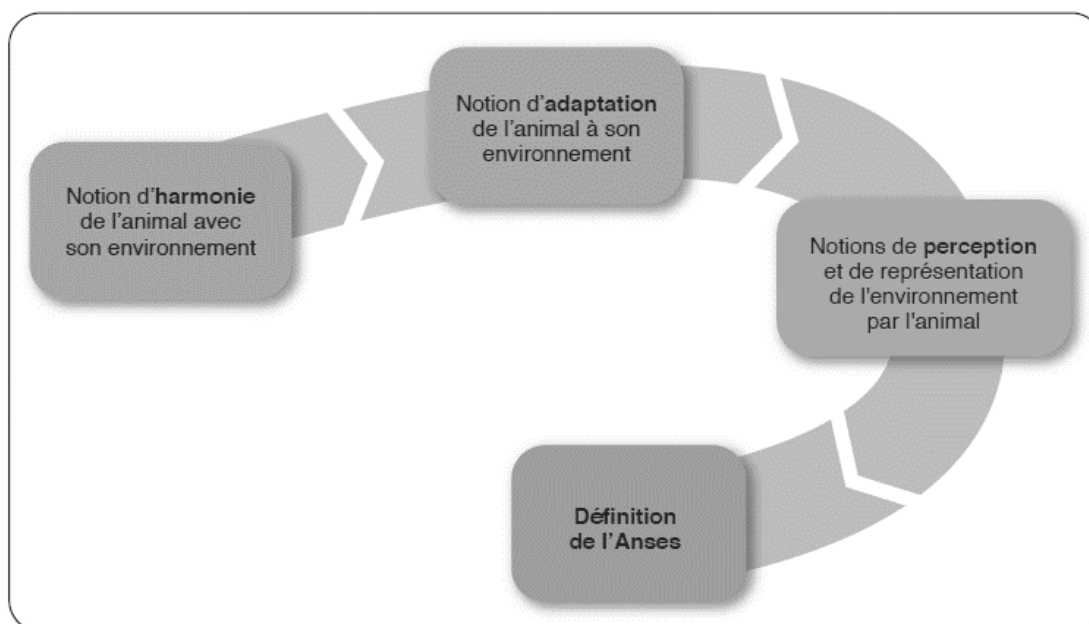 Notion d’harmonie
de l’animal avec
son environnement
Notion d’adaptation
de l’animal à son
environnement
Notions de perception
et de représentation
de l'environnement
par l'animal
Définition
de l’Anses